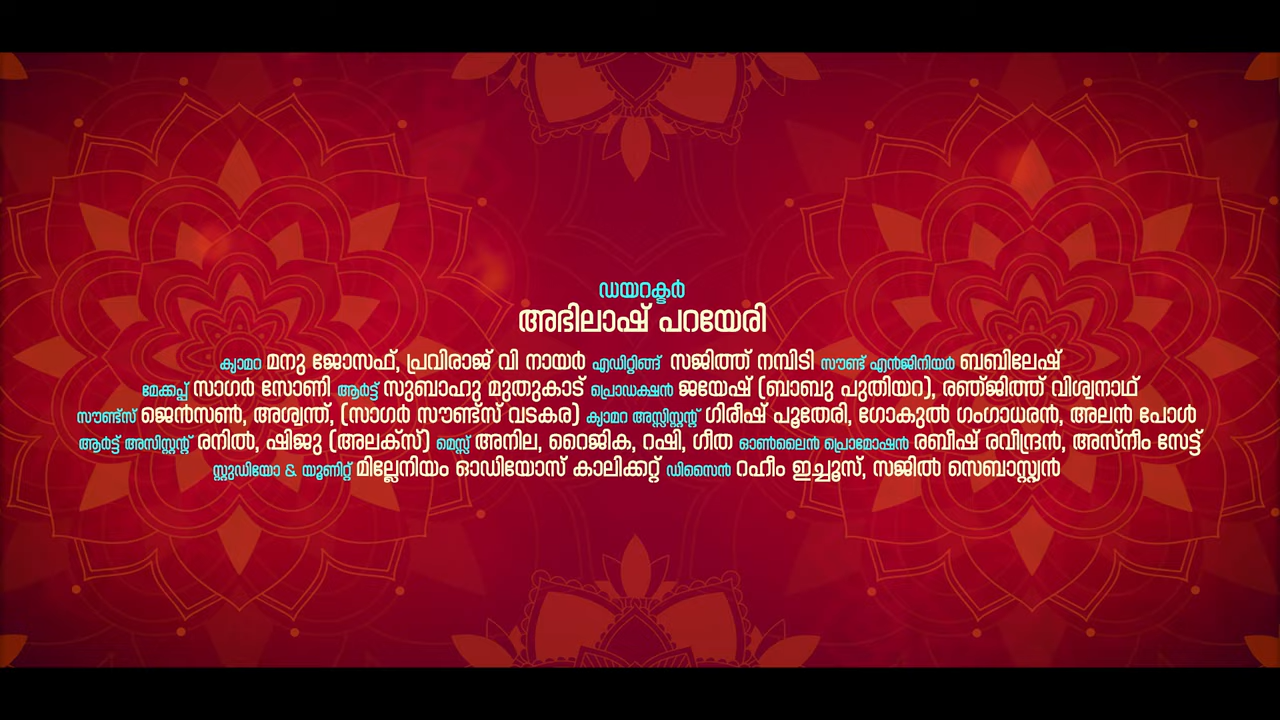 ഡയറക്ടർ
അഭിലാഷ് പറയേരി
ക്യാമറ മനു ജോസഫ്, പ്രവിരാജ് വി നായർ എഡിറ്റിങ്ങ് സജിത്ത് നമ്പിടി സൗണ്ട് എൻജിനിയർ ബബിലേഷ്
മേക്കപ്പ് സാഗർ സോണി ആർട്ട് സുബാഹു മുതുകാട് പ്രൊഡക്ഷൻ ജയേഷ് (ബാബു പുതിയറ), രഞ്ജിത്ത് വിശ്വനാഥ്
സൗണ്ട്സ് ജെൻസൺ, അശ്വന്ത്, (സാഗർ സൗണ്ട്സ് വടകര) ക്യാമറ അസ്സിസ്റ്റന്റ് ഗിരീഷ് പൂതേരി, ഗോകുൽ ഗംഗാധരൻ, അലൻ പോൾ
ആർട്ട് അസിസ്റ്റന്റ് രനിൽ, ഷിജു (അലക്സ്) മെസ്സ് അനില, റൈജിക, റഷി, ഗീത ഓൺലൈൻ പ്രൊമോഷൻ രബീഷ് രവീന്ദ്രൻ, അസ്നീം സേട്ട്
സ്റ്റുഡിയോ & യൂണിറ്റ് മില്ലേനിയം ഓഡിയോസ് കാലിക്കറ്റ് ഡിസൈൻ റഹീം ഇച്ചൂസ്, സജിൽ സെബാസ്റ്റ്യൻ